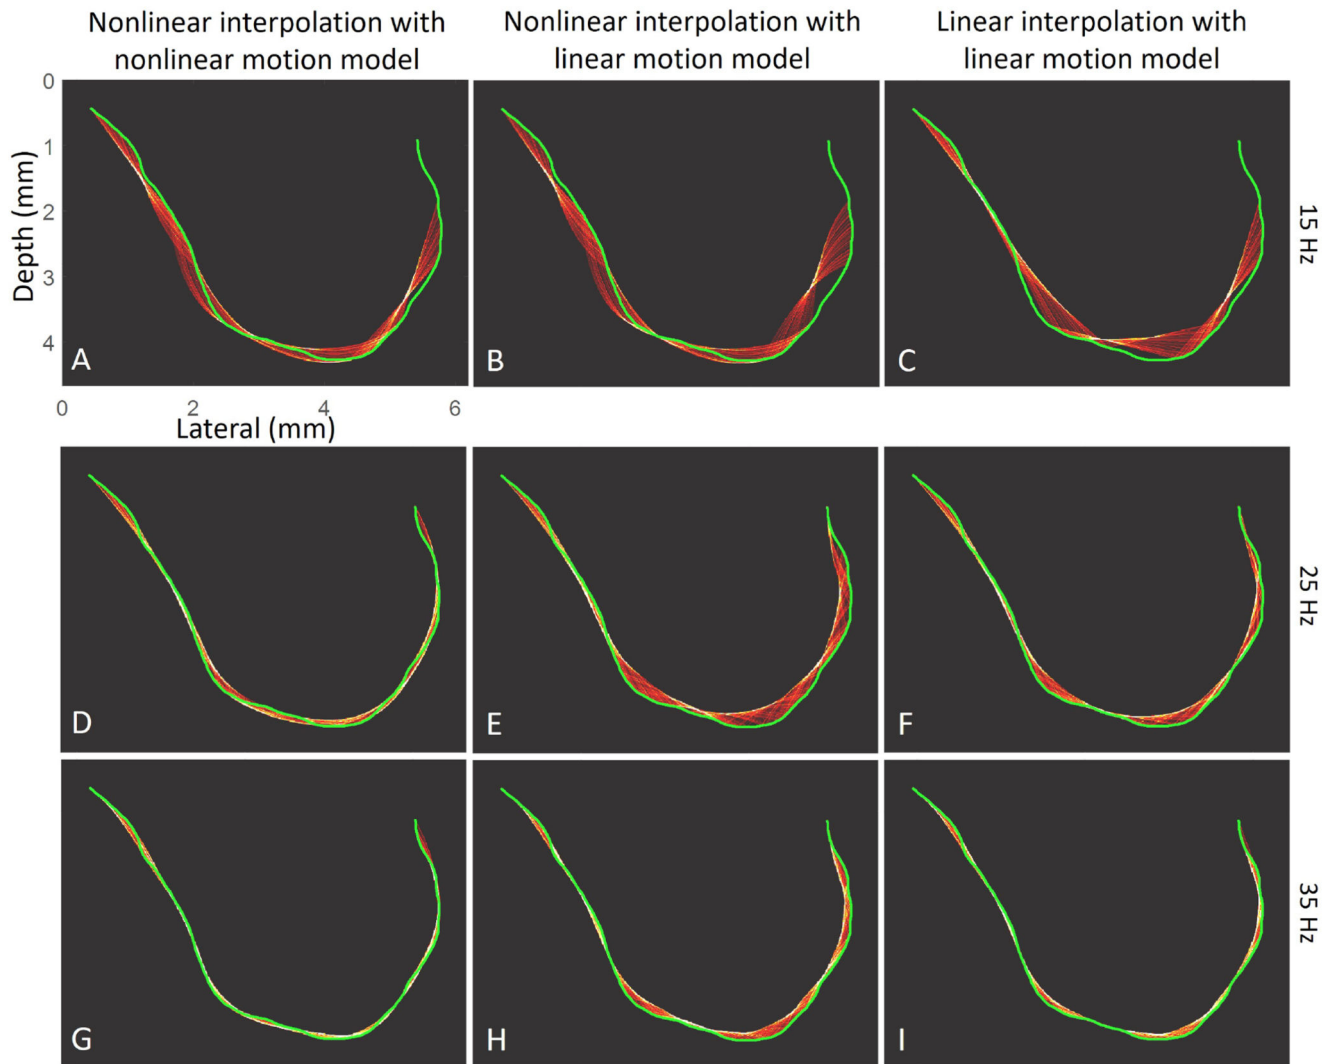 Nonlinear interpolation with
nonlinear motion model
Nonlinear interpolation with
linear motion model
Linear interpolation with
linear motion model
0
1
2
3
4
Depth (mm)
A
B
C
15 Hz
0
2
4
6
Lateral (mm)
D
E
F
25 Hz
G
H
I
35 Hz